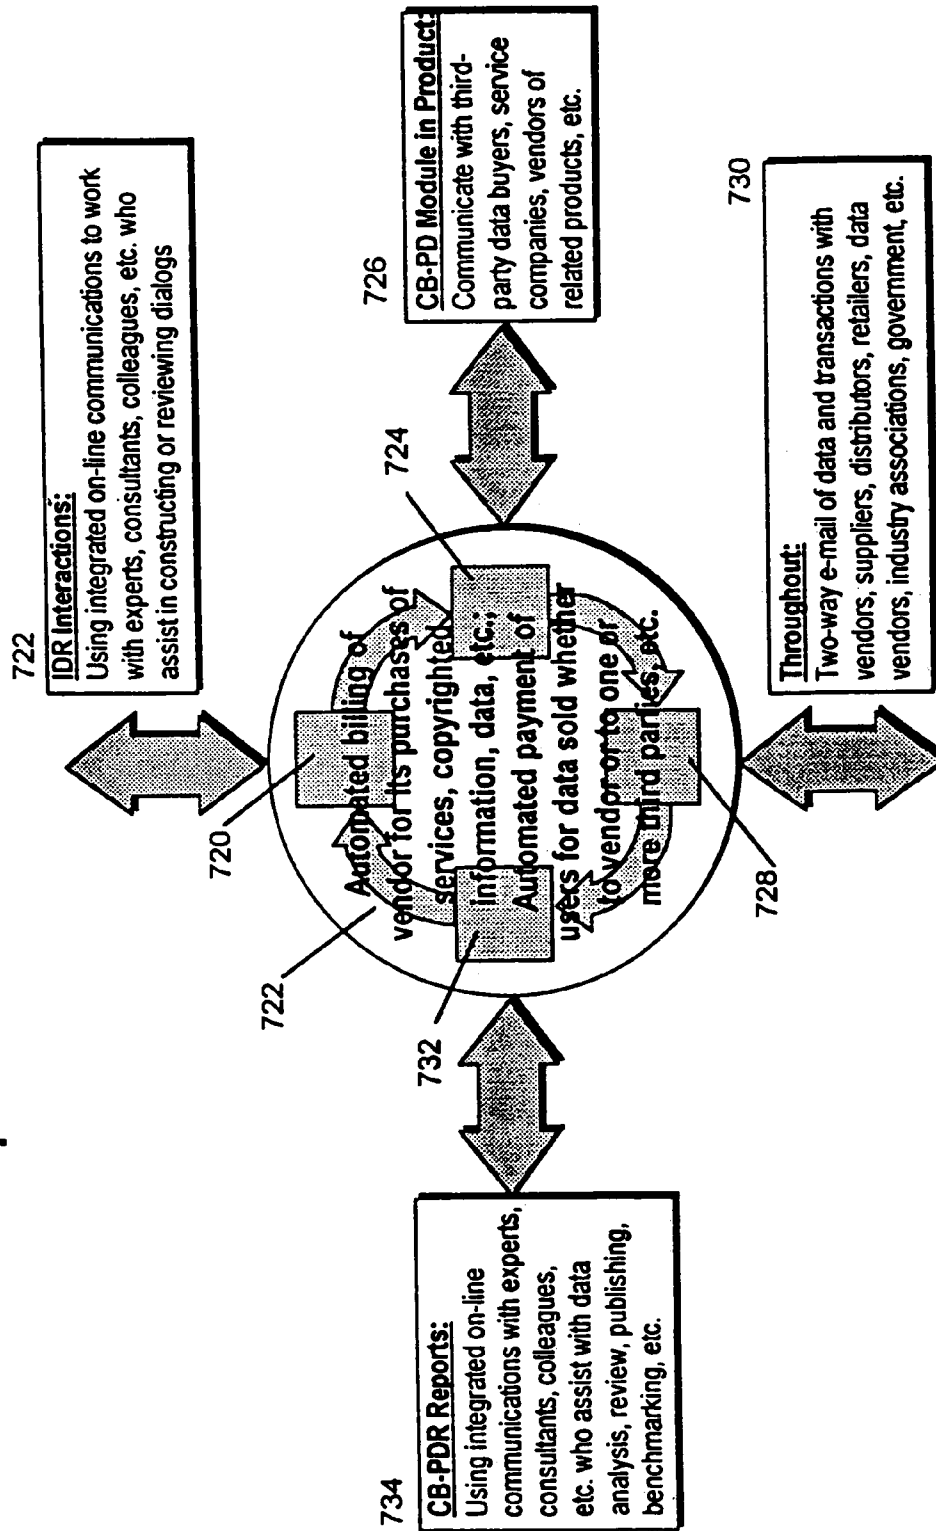 722
IDR Interactions:
Using integrated on-line communications to work
with experts, consultants, colleagues, etc. who
assist in constructing or reviewing dialogs
734
CB-PDR Reports:
Using integrated on-line
communications with experts,
consultants, colleagues,
etc. who assist with data
analysis, review, publishing,
benchmarking, etc.
720
722
732
724
728
Automated billing of
vendor for its purchases of
services, copyrighted
information, data, etc.;
Automated payment of
users for data sold whether
to vendor or to one or
more third paries, etc.
726
CB-PD Module in Product:
Communicate with third-
party data buyers, service
companies, vendors of
related products, etc.
730
Throughout:
Two-way e-mail of data and transactions with
vendors, suppliers, distributors, retailers, data
vendors, industry associations, government, etc.